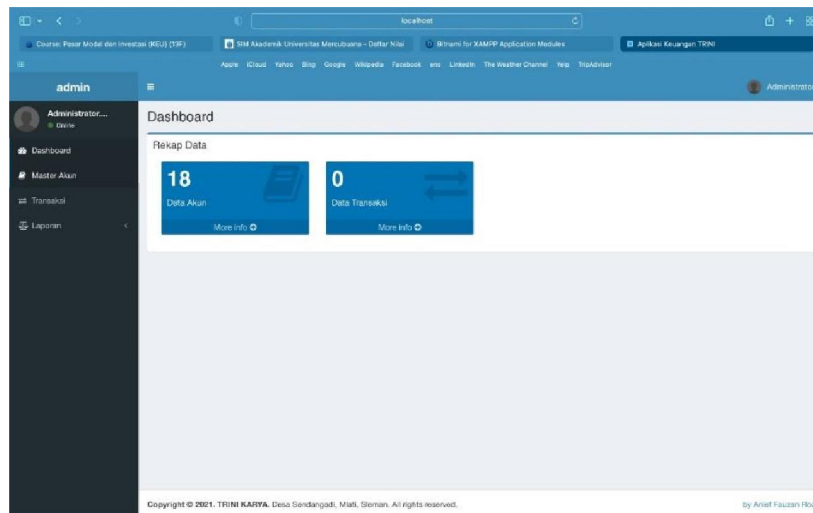 localhost
Course: Pasar Modal dan Investasi (KEU) (13F)
SIM Akademik Universitas Mercubuana - Daftar Nilai
Bitnami for XAMPP Application Modules
Aplikasi Keuangan TRINI
Apple iCloud Yahoo Bing Google Wikipedia Facebook LinkedIn The Weather Channel Yelp TripAdvisor
admin
Administrator
Administrator....
Online
Dashboard
Dashboard
Rekap Data
Master Akun
Transaksi
Laporan
18
Data Akun
More info
0
Data Transaksi
More info
Copyright © 2021. TRINI KARYA. Desa Sendangadi, Mlati, Sleman. All rights reserved.
by Anief Fauzan